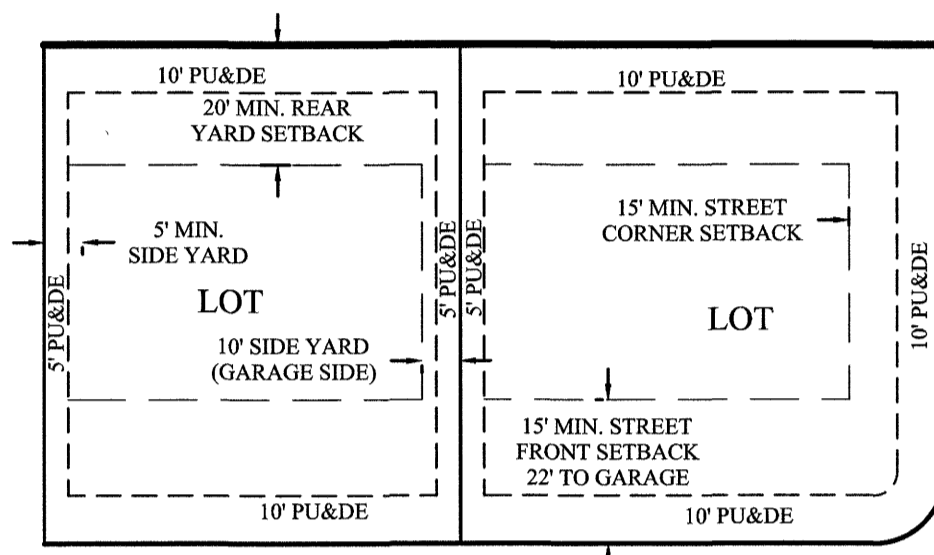 10' PU&DE
20' MIN. REAR
YARD SETBACK
5' MIN.
SIDE YARD
5' PU&DE
LOT
10' SIDE YARD
(GARAGE SIDE)
5' PU&DE
10' PU&DE
5' PU&DE
10' PU&DE
15' MIN. STREET
CORNER SETBACK
LOT
10' PU&DE
15' MIN. STREET
FRONT SETBACK
22' TO GARAGE
10' PU&DE